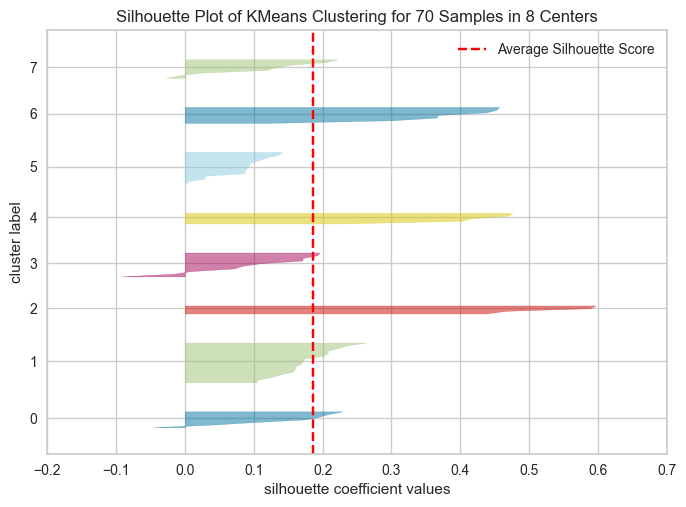 Silhouette Plot of KMeans Clustering for 70 Samples in 8 Centers
Average Silhouette Score
cluster label
7
6
5
4
3
2
1
0
−0.2 −0.1 0.0 0.1 0.2 0.3 0.4 0.5 0.6 0.7
silhouette coefficient values